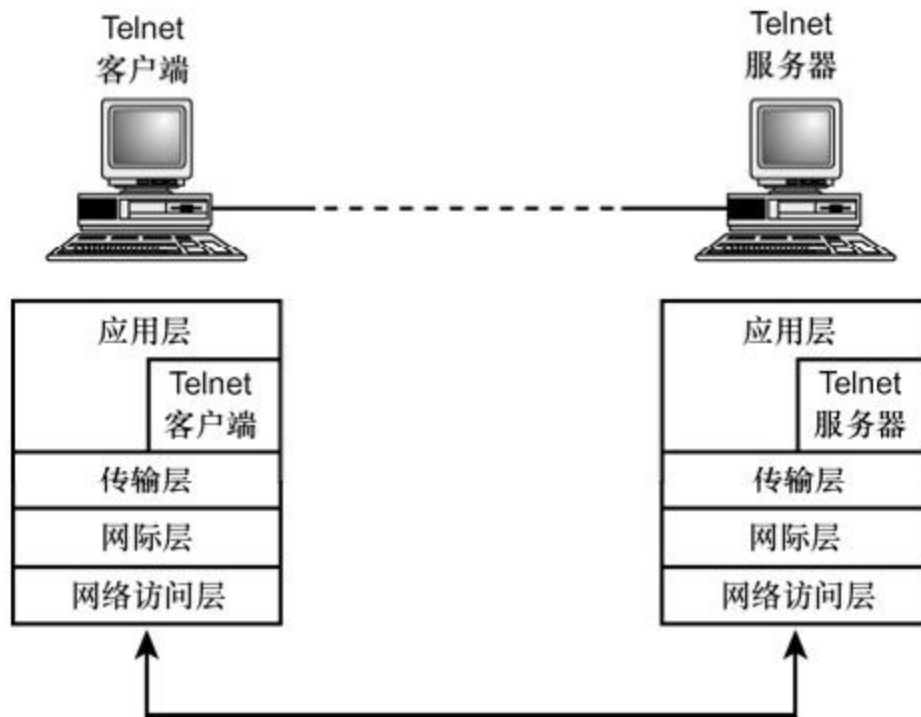 Telnet
客户端
Telnet
服务器
应用层
Telnet
客户端
传输层
网际层
网络访问层
应用层
Telnet
服务器
传输层
网际层
网络访问层